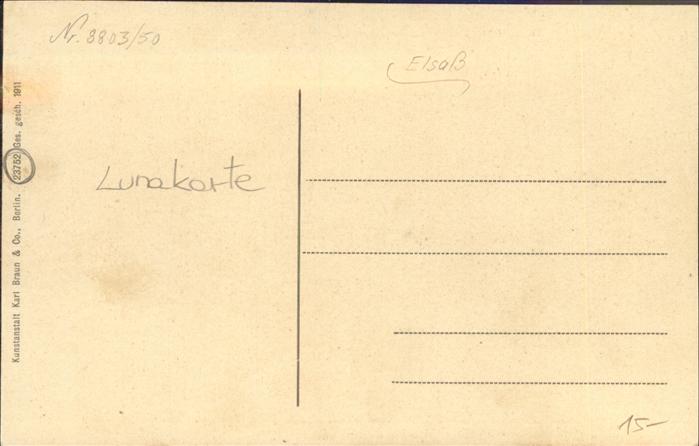 Nr. 8803/50
Elsaß
Lunakarte
Kunstanstalt Karl Braun & Co., Berlin. 23752 Ges. gesch. 1911
15–